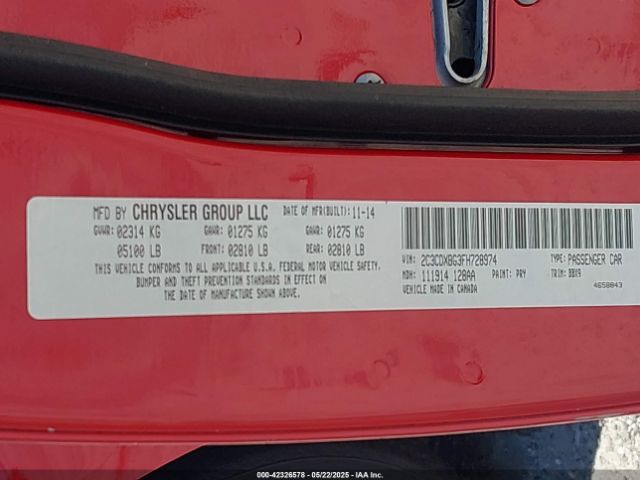 MFD BY CHRYSLER GROUP LLC DATE OF MFR(BUILT): 11-14
GVWR: 02314 KG GAWR: 01275 KG GAWR: 01275 KG
05100 LB FRONT: 02810 LB REAR: 02810 LB
THIS VEHICLE CONFORMS TO ALL APPLICABLE U.S.A. FEDERAL MOTOR VEHICLE SAFETY,
BUMPER AND THEFT PREVENTION STANDARDS IN EFFECT ON
THE DATE OF MANUFACTURE SHOWN ABOVE.
VIN: 2C3CDXBG3FH728974 TYPE: PASSENGER CAR
MDH: 111914 128AA PAINT: PRY TRIM: BBX9
VEHICLE MADE IN CANADA 4658843
000-42326578 - 05/22/2025 - IAA Inc.